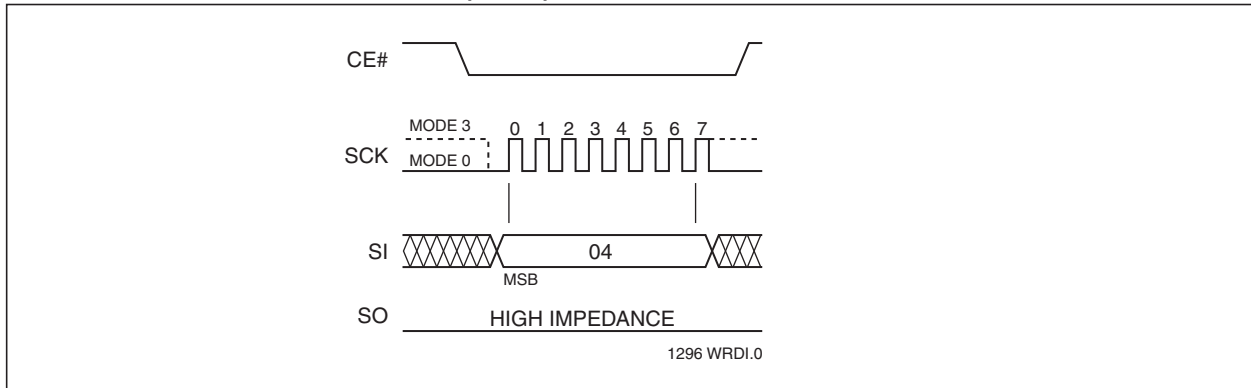 CE#
MODE 3
0 1 2 3 4 5 6 7
SCK
MODE 0
SI
04
MSB
SO
HIGH IMPEDANCE
1296 WRDI.0